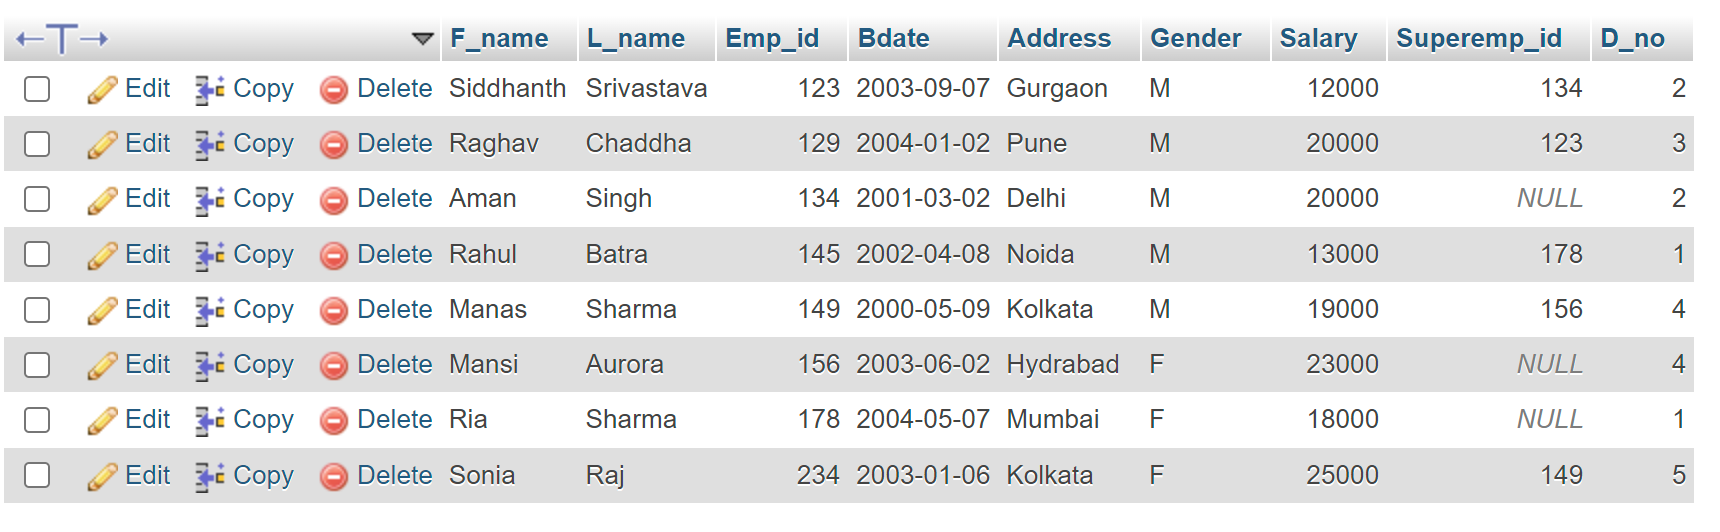 F_name L_name Emp_id Bdate Address Gender Salary Superemp_id D_no
Edit Copy Delete Siddhanth Srivastava 123 2003-09-07 Gurgaon M 12000 134 2
Edit Copy Delete Raghav Chaddha 129 2004-01-02 Pune M 20000 123 3
Edit Copy Delete Aman Singh 134 2001-03-02 Delhi M 20000 NULL 2
Edit Copy Delete Rahul Batra 145 2002-04-08 Noida M 13000 178 1
Edit Copy Delete Manas Sharma 149 2000-05-09 Kolkata M 19000 156 4
Edit Copy Delete Mansi Aurora 156 2003-06-02 Hydrabad F 23000 NULL 4
Edit Copy Delete Ria Sharma 178 2004-05-07 Mumbai F 18000 NULL 1
Edit Copy Delete Sonia Raj 234 2003-01-06 Kolkata F 25000 149 5